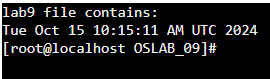 lab9 file contains:
Tue Oct 15 10:15:11 AM UTC 2024
[root@localhost OSLAB_09]#